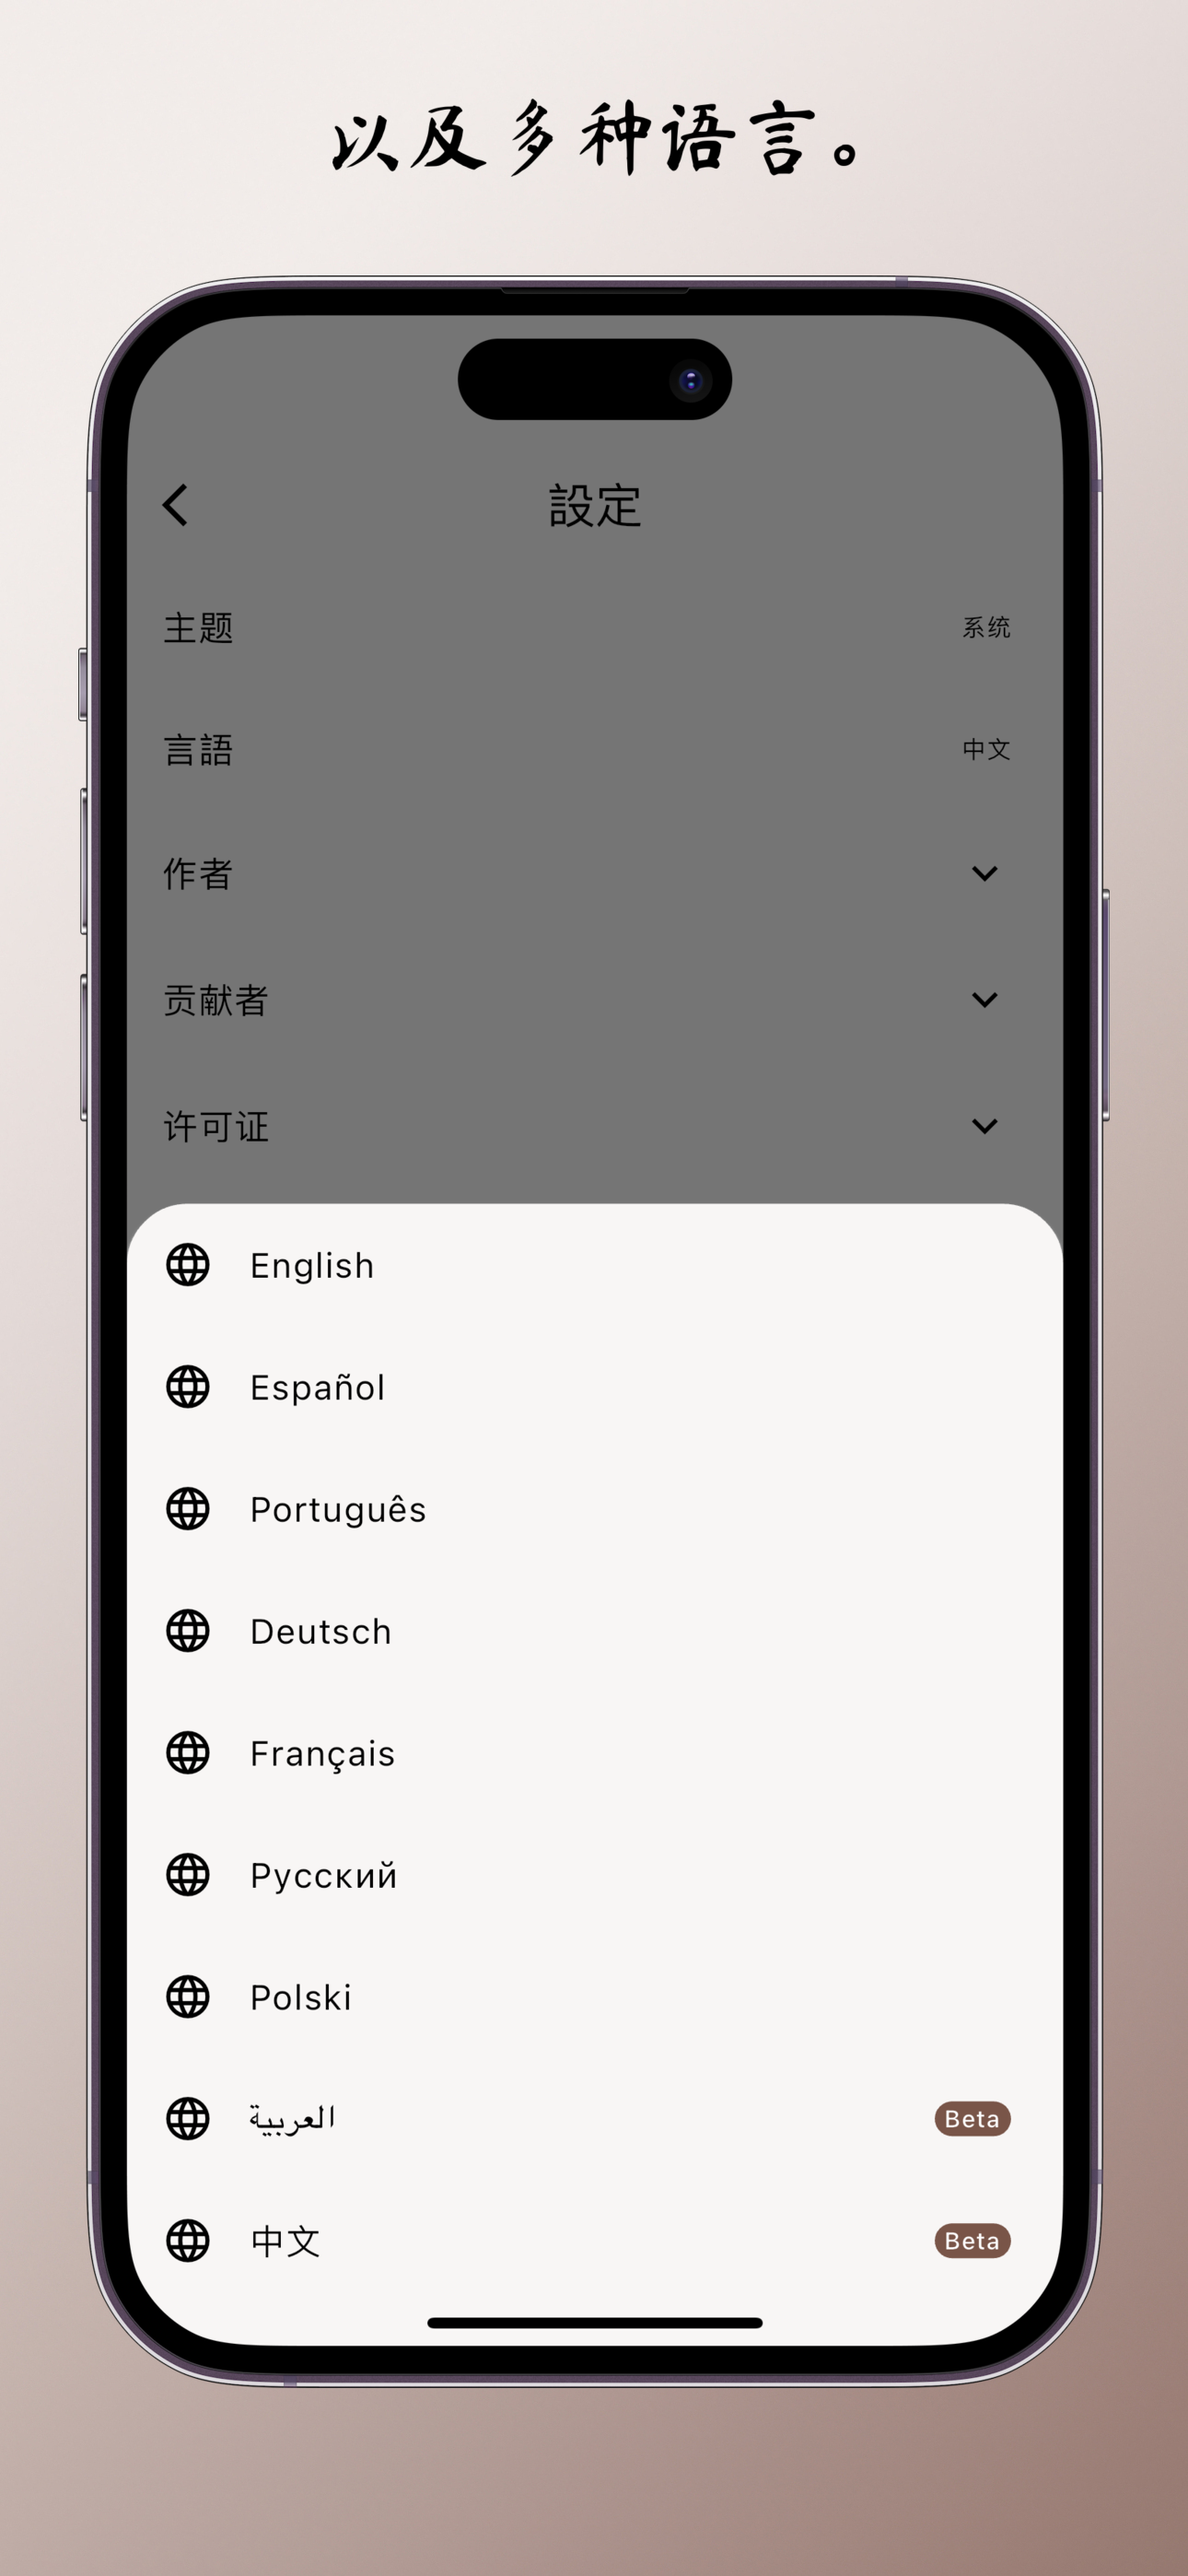 以及多种语言。
設定
主题 系统
言語 中文
作者
贡献者
许可证
English
Español
Português
Deutsch
Français
Русский
Polski
العربية Beta
中文 Beta